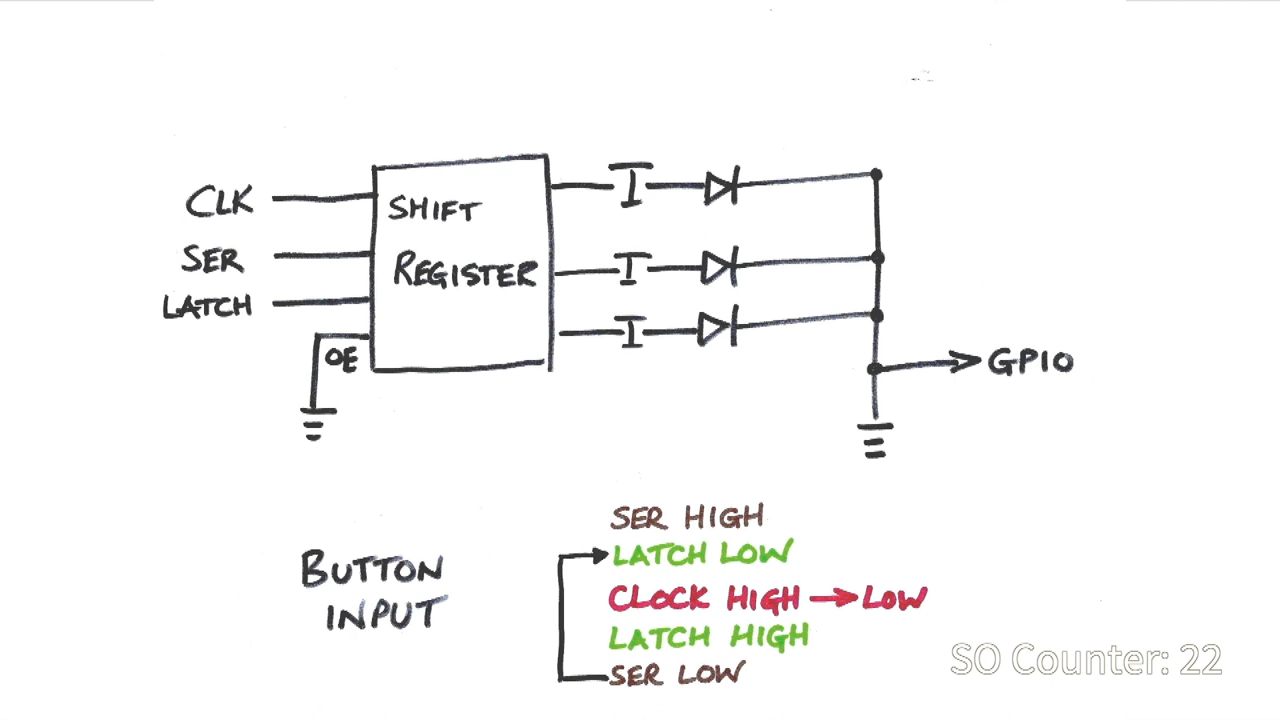 CLK
SER
LATCH
OE
SHIFT
REGISTER
GPIO
BUTTON
INPUT
SER HIGH
LATCH LOW
CLOCK HIGH → LOW
LATCH HIGH
SER LOW
SO Counter: 22